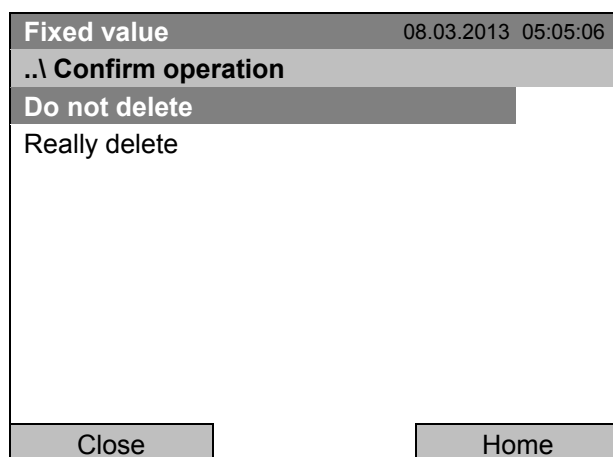 Fixed value 08.03.2013 05:05:06
..\ Confirm operation
Do not delete
Really delete
Close Home